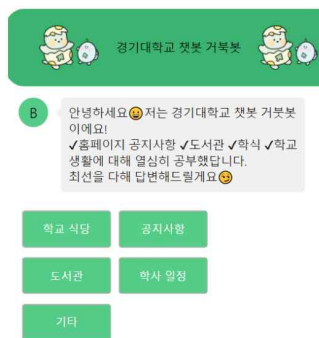 경기대학교 챗봇 거북봇
B
안녕하세요😀저는 경기대학교 챗봇 거붓봇
이에요!
✓홈페이지 공지사항 ✓도서관 ✓학식 ✓학교
생활에 대해 열심히 공부했답니다.
최선을 다해 답변해드릴게요😉
학교 식당 공지사항
도서관 학사 일정
기타